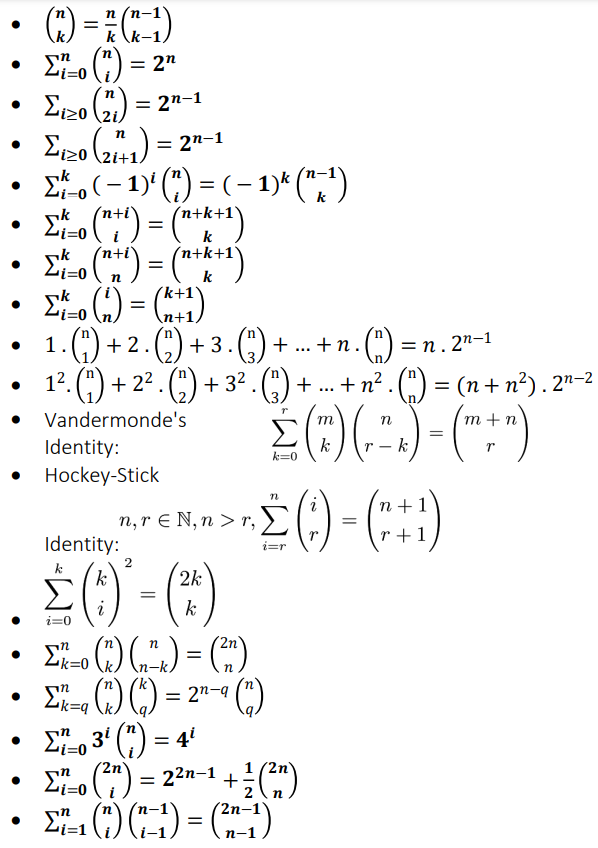 • $\binom{n}{k} = \frac{n}{k}\binom{n-1}{k-1}$
• $\sum_{i=0}^{n} \binom{n}{i} = 2^n$
• $\sum_{i \geq 0} \binom{n}{2i} = 2^{n-1}$
• $\sum_{i \geq 0} \binom{n}{2i+1} = 2^{n-1}$
• $\sum_{i=0}^{k} (-1)^i \binom{n}{i} = (-1)^k \binom{n-1}{k}$
• $\sum_{i=0}^{k} \binom{n+i}{i} = \binom{n+k+1}{k}$
• $\sum_{i=0}^{k} \binom{n+i}{n} = \binom{n+k+1}{k}$
• $\sum_{i=0}^{k} \binom{i}{n} = \binom{k+1}{n+1}$
• $1.\binom{n}{1} + 2.\binom{n}{2} + 3.\binom{n}{3} + \ldots + n.\binom{n}{n} = n.2^{n-1}$
• $1^2.\binom{n}{1} + 2^2.\binom{n}{2} + 3^2.\binom{n}{3} + \ldots + n^2.\binom{n}{n} = (n + n^2).2^{n-2}$
• Vandermonde's
Identity: $\sum_{k=0}^{r} \binom{m}{k}\binom{n}{r-k} = \binom{m+n}{r}$
• Hockey-Stick
Identity: $n, r \in \mathbb{N}, n > r, \sum_{i=r}^{n} \binom{i}{r} = \binom{n+1}{r+1}$
• $\sum_{i=0}^{k} \binom{k}{i}^2 = \binom{2k}{k}$
• $\sum_{k=0}^{n} \binom{n}{k}\binom{n}{n-k} = \binom{2n}{n}$
• $\sum_{k=q}^{n} \binom{n}{k}\binom{k}{q} = 2^{n-q}\binom{n}{q}$
• $\sum_{i=0}^{n} 3^i \binom{n}{i} = 4^i$
• $\sum_{i=0}^{n} \binom{2n}{i} = 2^{2n-1} + \frac{1}{2}\binom{2n}{n}$
• $\sum_{i=1}^{n} \binom{n}{i}\binom{n-1}{i-1} = \binom{2n-1}{n-1}$